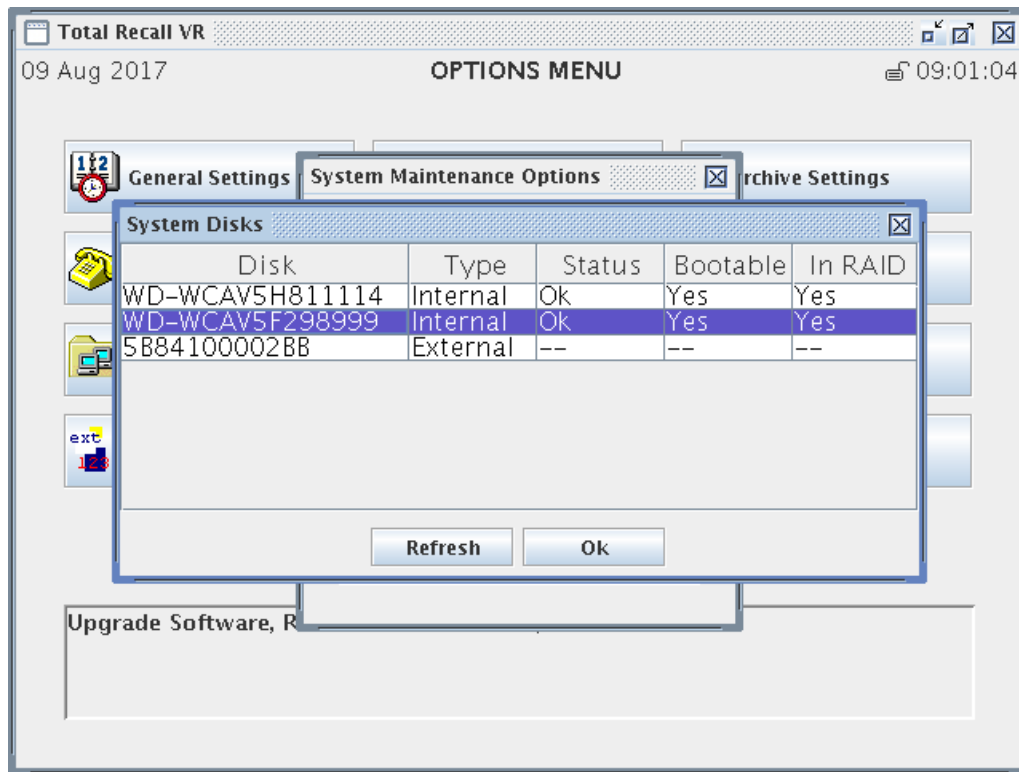 Total Recall VR
09 Aug 2017 OPTIONS MENU 09:01:04
General Settings System Maintenance Options rchive Settings
System Disks
Disk Type Status Bootable In RAID
WD-WCAV5H811114 Internal Ok Yes Yes
WD-WCAV5F298999 Internal Ok Yes Yes
5B84100002BB External -- -- --
ext
123
Refresh Ok
Upgrade Software, R